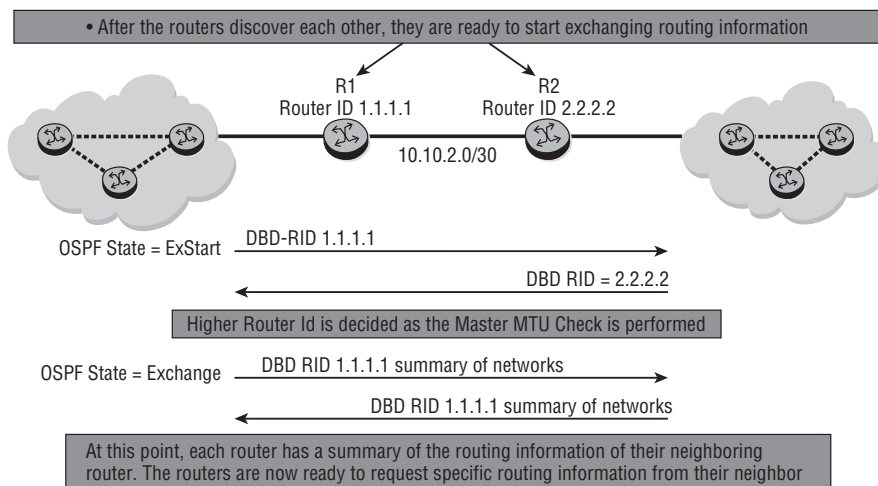 • After the routers discover each other, they are ready to start exchanging routing information
R1
Router ID 1.1.1.1
R2
Router ID 2.2.2.2
10.10.2.0/30
OSPF State = ExStart
DBD-RID 1.1.1.1
DBD RID = 2.2.2.2
Higher Router Id is decided as the Master MTU Check is performed
OSPF State = Exchange
DBD RID 1.1.1.1 summary of networks
DBD RID 1.1.1.1 summary of networks
At this point, each router has a summary of the routing information of their neighboring
router. The routers are now ready to request specific routing information from their neighbor